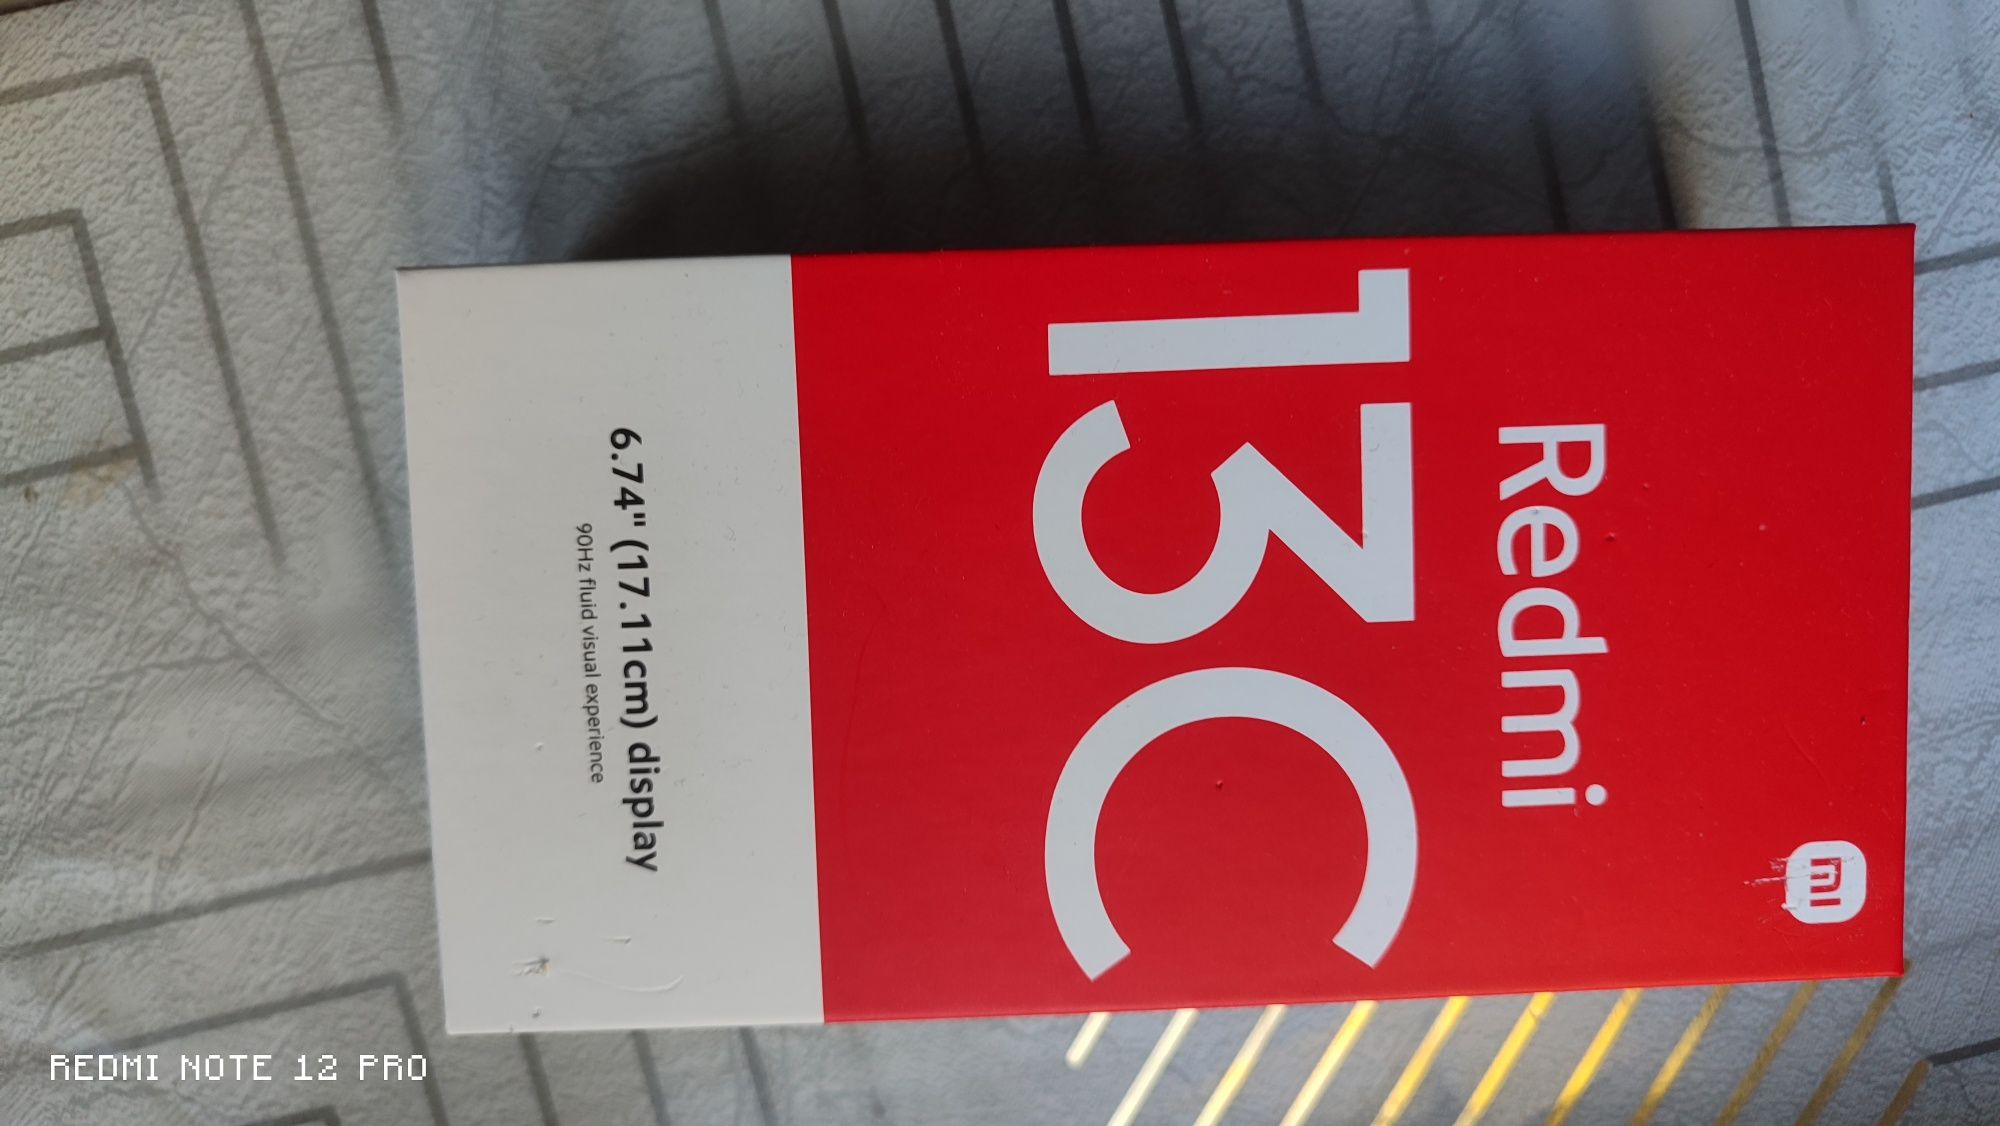 mi
Redmi
13C
6.74" (17.11cm) display
90Hz fluid visual experience
REDMI NOTE 12 PRO